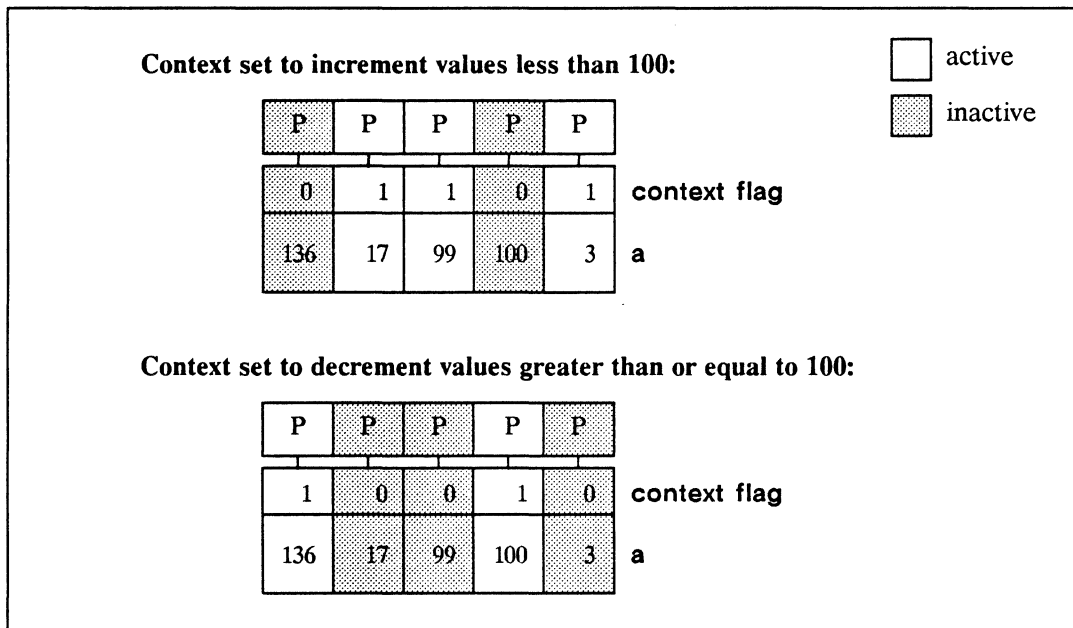 Context set to increment values less than 100:
active
inactive
P P P P P
0 1 1 0 1 context flag
136 17 99 100 3 a
Context set to decrement values greater than or equal to 100:
P P P P P
1 0 0 1 0 context flag
136 17 99 100 3 a